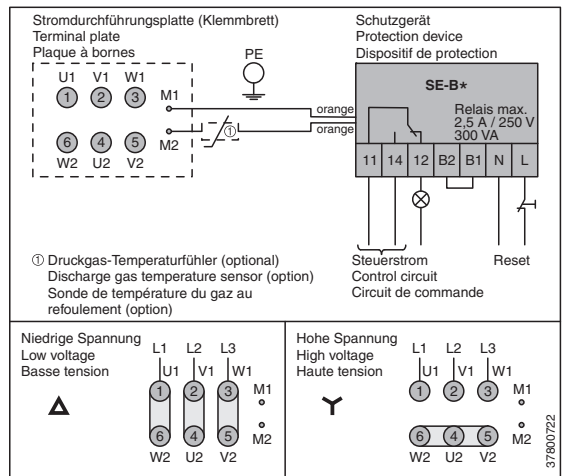 Stromdurchführungsplatte (Klemmbrett)
Terminal plate
Plaque à bornes
U1 V1 W1
1 2 3
M1
6 4 5
M2
W2 U2 V2
PE
①
orange
orange
Schutzgerät
Protection device
Dispositif de protection
SE-B*
Relais max.
2,5 A / 250 V
300 VA
11 14 12 B2 B1 N L
① Druckgas-Temperaturfühler (optional)
Discharge gas temperature sensor (option)
Sonde de température du gaz au
refoulement (option)
Steuerstrom
Control circuit
Circuit de commande
Reset
Niedrige Spannung
Low voltage
Basse tension
L1 L2 L3
U1 V1 W1
1 2 3
M1
6 4 5
M2
W2 U2 V2
Hohe Spannung
High voltage
Haute tension
L1 L2 L3
U1 V1 W1
1 2 3
M1
6 4 5
M2
W2 U2 V2
37800722